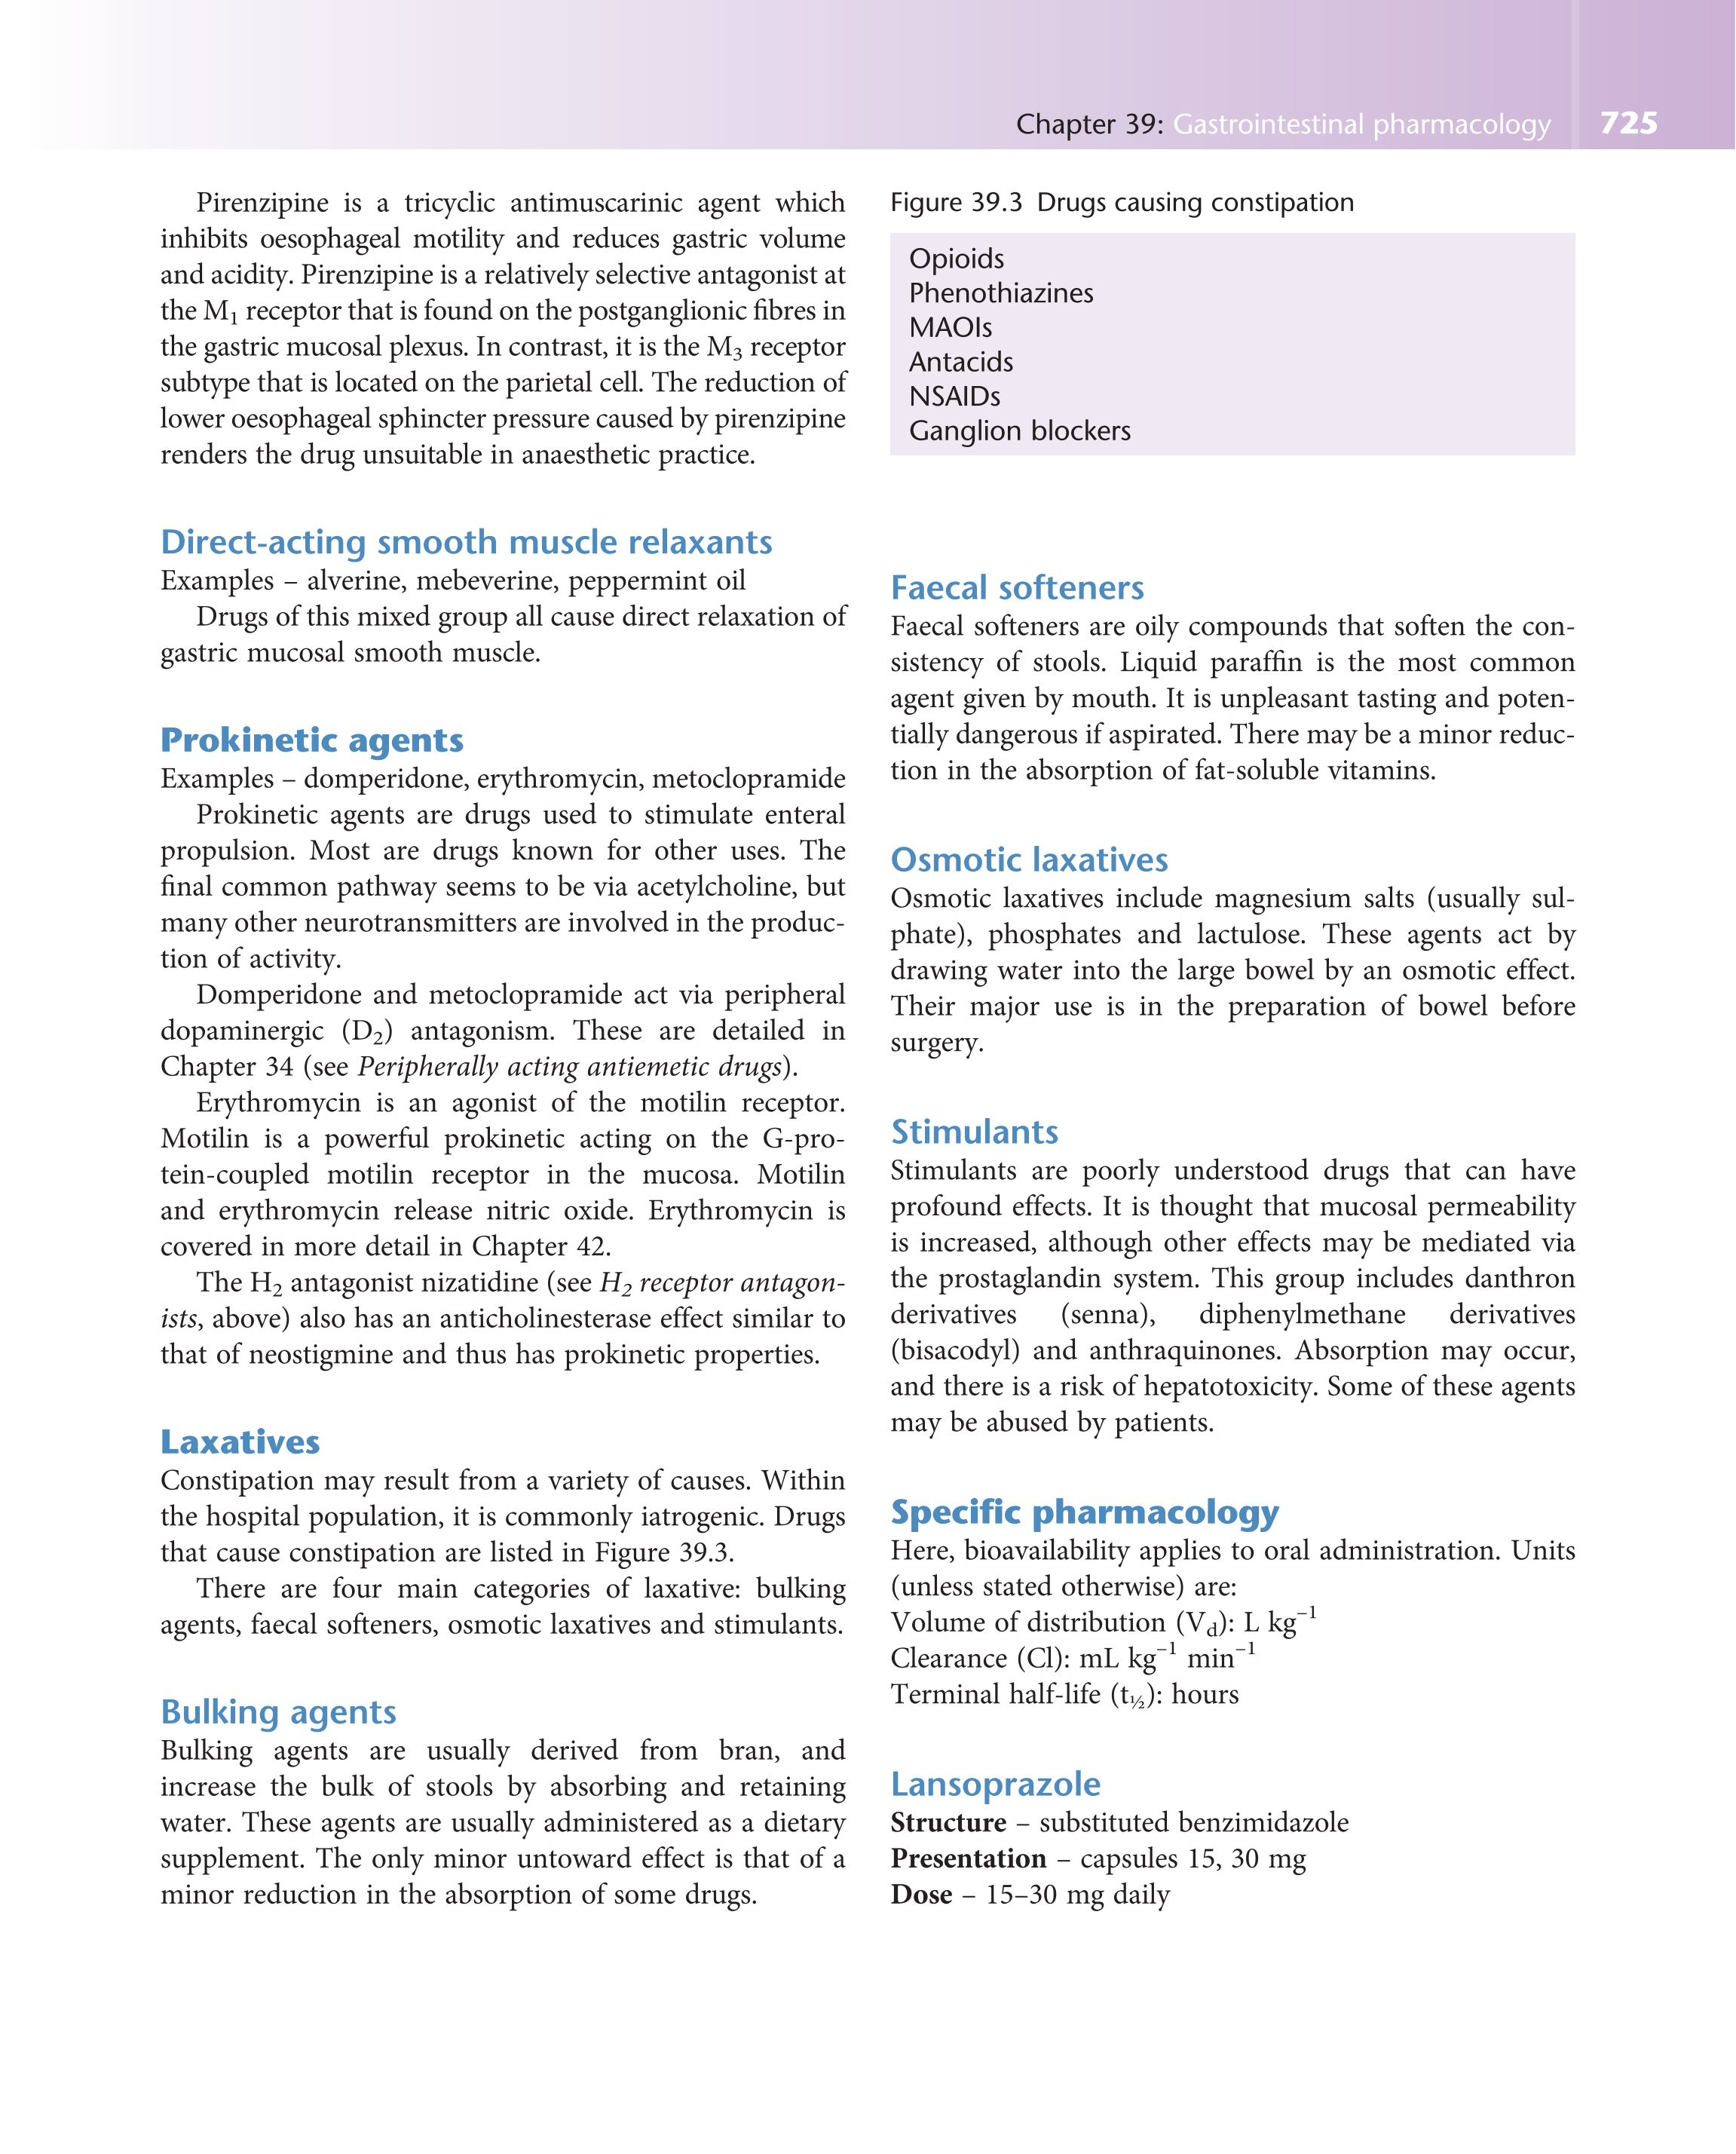 Chapter 39: Gastrointestinal pharmacology 725
Pirenzipine is a tricyclic antimuscarinic agent which
inhibits oesophageal motility and reduces gastric volume
and acidity. Pirenzipine is a relatively selective antagonist at
the M₁ receptor that is found on the postganglionic fibres in
the gastric mucosal plexus. In contrast, it is the M₃ receptor
subtype that is located on the parietal cell. The reduction of
lower oesophageal sphincter pressure caused by pirenzipine
renders the drug unsuitable in anaesthetic practice.
Direct-acting smooth muscle relaxants
Examples – alverine, mebeverine, peppermint oil
Drugs of this mixed group all cause direct relaxation of
gastric mucosal smooth muscle.
Prokinetic agents
Examples – domperidone, erythromycin, metoclopramide
Prokinetic agents are drugs used to stimulate enteral
propulsion. Most are drugs known for other uses. The
final common pathway seems to be via acetylcholine, but
many other neurotransmitters are involved in the produc-
tion of activity.
Domperidone and metoclopramide act via peripheral
dopaminergic (D₂) antagonism. These are detailed in
Chapter 34 (see Peripherally acting antiemetic drugs).
Erythromycin is an agonist of the motilin receptor.
Motilin is a powerful prokinetic acting on the G-pro-
tein-coupled motilin receptor in the mucosa. Motilin
and erythromycin release nitric oxide. Erythromycin is
covered in more detail in Chapter 42.
The H₂ antagonist nizatidine (see H₂ receptor antagon-
ists, above) also has an anticholinesterase effect similar to
that of neostigmine and thus has prokinetic properties.
Laxatives
Constipation may result from a variety of causes. Within
the hospital population, it is commonly iatrogenic. Drugs
that cause constipation are listed in Figure 39.3.
There are four main categories of laxative: bulking
agents, faecal softeners, osmotic laxatives and stimulants.
Bulking agents
Bulking agents are usually derived from bran, and
increase the bulk of stools by absorbing and retaining
water. These agents are usually administered as a dietary
supplement. The only minor untoward effect is that of a
minor reduction in the absorption of some drugs.
Figure 39.3 Drugs causing constipation
Opioids
Phenothiazines
MAOIs
Antacids
NSAIDs
Ganglion blockers
Faecal softeners
Faecal softeners are oily compounds that soften the con-
sistency of stools. Liquid paraffin is the most common
agent given by mouth. It is unpleasant tasting and poten-
tially dangerous if aspirated. There may be a minor reduc-
tion in the absorption of fat-soluble vitamins.
Osmotic laxatives
Osmotic laxatives include magnesium salts (usually sul-
phate), phosphates and lactulose. These agents act by
drawing water into the large bowel by an osmotic effect.
Their major use is in the preparation of bowel before
surgery.
Stimulants
Stimulants are poorly understood drugs that can have
profound effects. It is thought that mucosal permeability
is increased, although other effects may be mediated via
the prostaglandin system. This group includes danthron
derivatives (senna), diphenylmethane derivatives
(bisacodyl) and anthraquinones. Absorption may occur,
and there is a risk of hepatotoxicity. Some of these agents
may be abused by patients.
Specific pharmacology
Here, bioavailability applies to oral administration. Units
(unless stated otherwise) are:
Volume of distribution (V_d): L kg⁻¹
Clearance (Cl): mL kg⁻¹ min⁻¹
Terminal half-life (t½): hours
Lansoprazole
Structure – substituted benzimidazole
Presentation – capsules 15, 30 mg
Dose – 15–30 mg daily